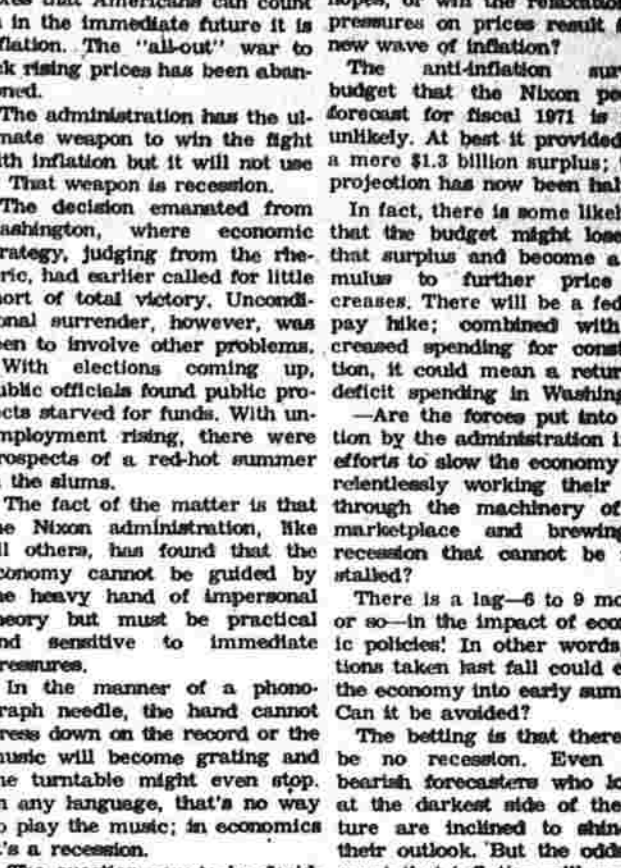 that Americans can count
in the immediate future it is
flation. The "all-out" war to
k rising prices has been aban-
ned.
The administration has the ul-
mate weapon to win the fight
ith inflation but it will not use
That weapon is recession.
The decision emanated from
ashington, where economic
rategy, judging from the rhe-
ric, had earlier called for little
ort of total victory. Uncondi-
onal surrender, however, was
en to involve other problems.
With elections coming up,
ublic officials found public pro-
cts starved for funds. With un-
mployment rising, there were
rospects of a red-hot summer
the slums.
The fact of the matter is that
e Nixon administration, like
ll others, has found that the
conomy cannot be guided by
e heavy hand of impersonal
heory but must be practical
nd sensitive to immediate
ressures.
In the manner of a phono-
raph needle, the hand cannot
ress down on the record or the
usic will become grating and
he turntable might even stop.
n any language, that's no way
o play the music; in economics
t's a recession.
hopes, or will the relaxation
pressures on prices result
new wave of inflation?
The anti-inflation sur
budget that the Nixon pe
forecast for fiscal 1971 is
unlikely. At best it provided
a mere $1.3 billion surplus;
projection has now been hal
In fact, there is some likel
that the budget might lose
that surplus and become a
mulus to further price
creases. There will be a fed
pay hike; combined with
creased spending for const
tion, it could mean a retur
deficit spending in Washing
—Are the forces put into
tion by the administration i
efforts to slow the economy
relentlessly working their
through the machinery of
marketplace and brewing
recession that cannot be
stalled?
There is a lag—6 to 9 mo
or so—in the impact of econ
ic policies! In other words,
tions taken last fall could e
the economy into early sum
Can it be avoided?
The betting is that there
be no recession. Even
bearish forecasters who lo
at the darkest side of the
ture are inclined to shin
their outlook. But the odds